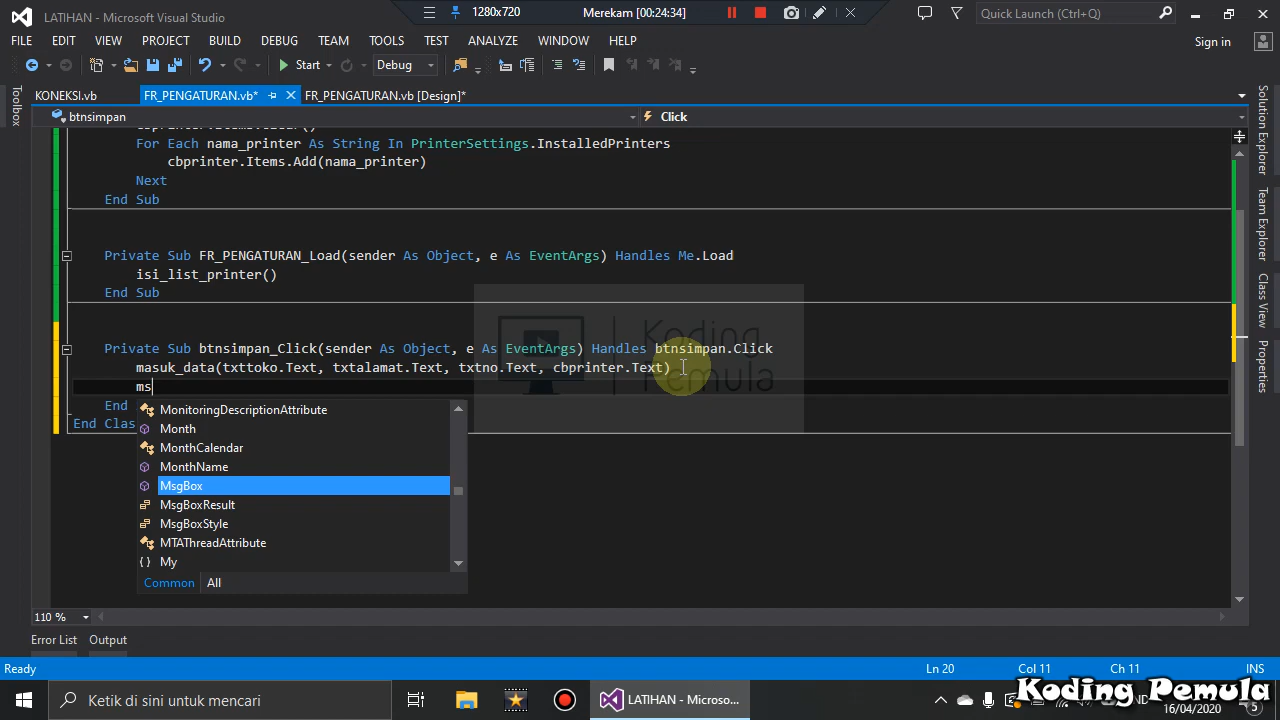 LATIHAN - Microsoft Visual Studio
1280x720
Merekam [00:24:34]
Quick Launch (Ctrl+Q)
FILE EDIT VIEW PROJECT BUILD DEBUG TEAM TOOLS TEST ANALYZE WINDOW HELP
Sign in
Start
Debug
Toolbox
KONEKSI.vb
FR_PENGATURAN.vb*
FR_PENGATURAN.vb [Design]*
btnsimpan
Click
For Each nama_printer As String In PrinterSettings.InstalledPrinters
cbprinter.Items.Add(nama_printer)
Next
End Sub
Private Sub FR_PENGATURAN_Load(sender As Object, e As EventArgs) Handles Me.Load
isi_list_printer()
End Sub
Private Sub btnsimpan_Click(sender As Object, e As EventArgs) Handles btnsimpan.Click
masuk_data(txttoko.Text, txtalamat.Text, txtno.Text, cbprinter.Text)
ms
End
End Clas
MonitoringDescriptionAttribute
Month
MonthCalendar
MonthName
MsgBox
MsgBoxResult
MsgBoxStyle
MTAThreadAttribute
{ } My
Common All
Koding
Pemula
Solution Explorer
Team Explorer
Class View
Properties
110 %
Error List Output
Ready
Ln 20
Col 11
Ch 11
INS
Ketik di sini untuk mencari
LATIHAN - Microso...
16/04/2020
5
Koding Pemula